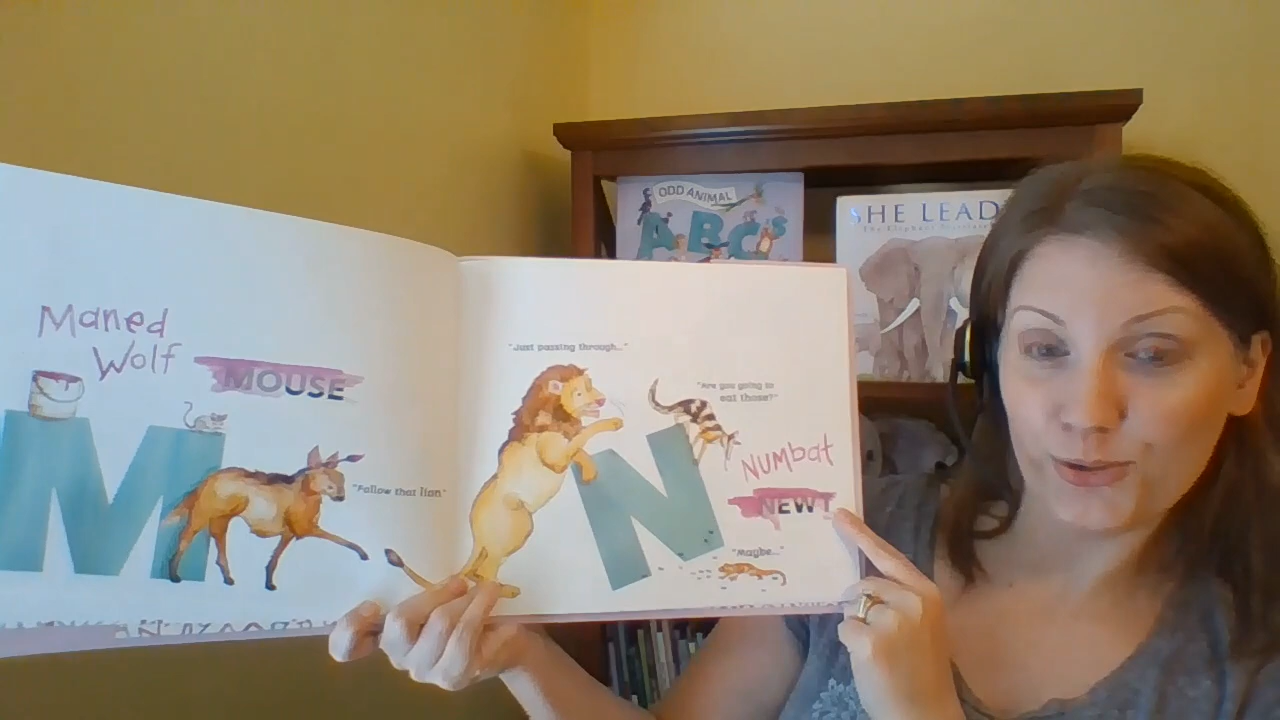 ODD ANIMAL
ABC's
SHE LEAD
Maned
Wolf
MOUSE
"Follow that lion"
"Just passing through..."
"Are you going to
eat those?"
Numbat
NEWT
"Maybe..."
M
N